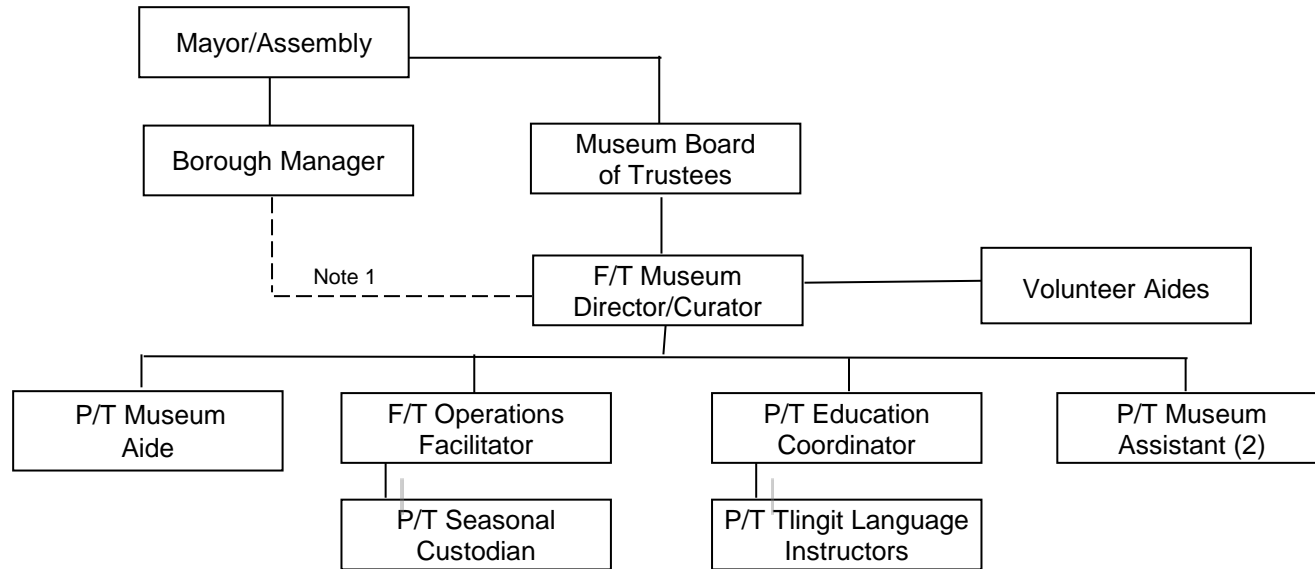 Mayor/Assembly
Borough Manager
Museum Board
of Trustees
Note 1
F/T Museum
Director/Curator
Volunteer Aides
P/T Museum
Aide
F/T Operations
Facilitator
P/T Education
Coordinator
P/T Museum
Assistant (2)
P/T Seasonal
Custodian
P/T Tlingit Language
Instructors